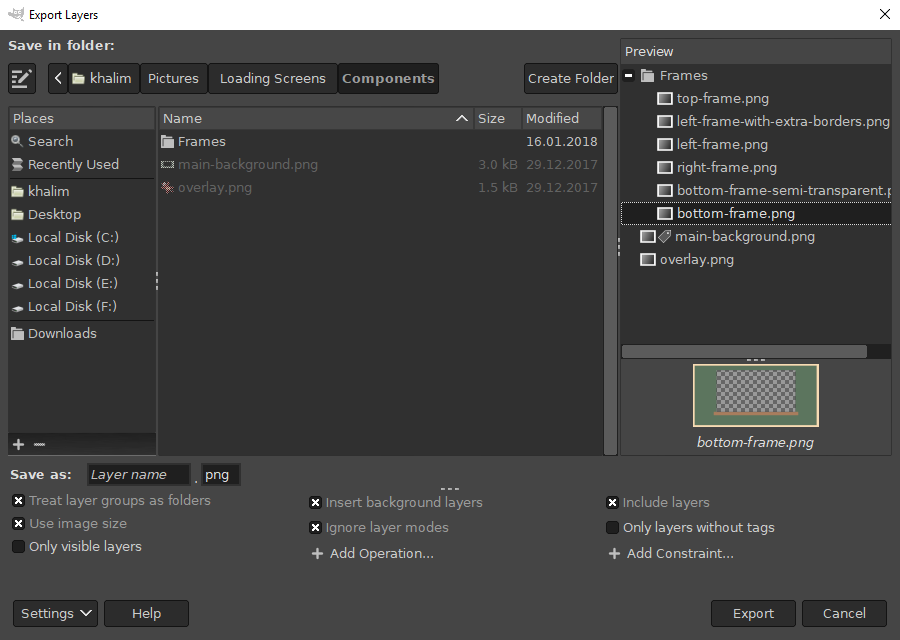 Export Layers
Save in folder:
khalim Pictures Loading Screens Components Create Folder
Places
Search
Recently Used
khalim
Desktop
Local Disk (C:)
Local Disk (D:)
Local Disk (E:)
Local Disk (F:)
Downloads
Name Size Modified
Frames 16.01.2018
main-background.png 3.0 kB 29.12.2017
overlay.png 1.5 kB 29.12.2017
Preview
Frames
top-frame.png
left-frame-with-extra-borders.png
left-frame.png
right-frame.png
bottom-frame-semi-transparent.p
bottom-frame.png
main-background.png
overlay.png
bottom-frame.png
Save as: Layer name . png
Treat layer groups as folders
Use image size
Only visible layers
Insert background layers
Ignore layer modes
Add Operation...
Include layers
Only layers without tags
Add Constraint...
Settings Help Export Cancel